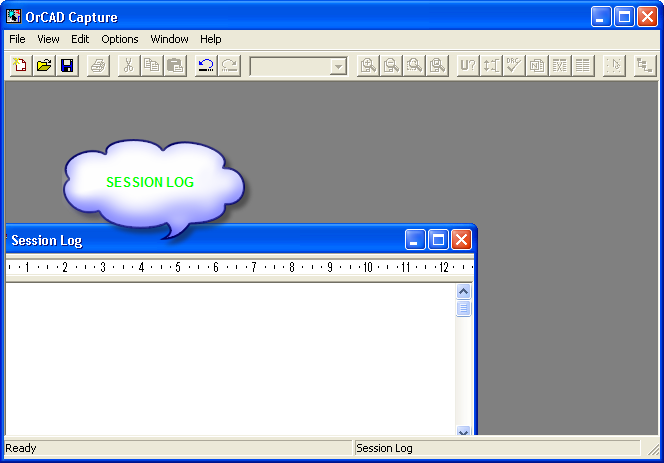 OrCAD Capture
File View Edit Options Window Help
U? DRC
SESSION LOG
Session Log
1 2 3 4 5 6 7 8 9 10 11 12
Ready Session Log